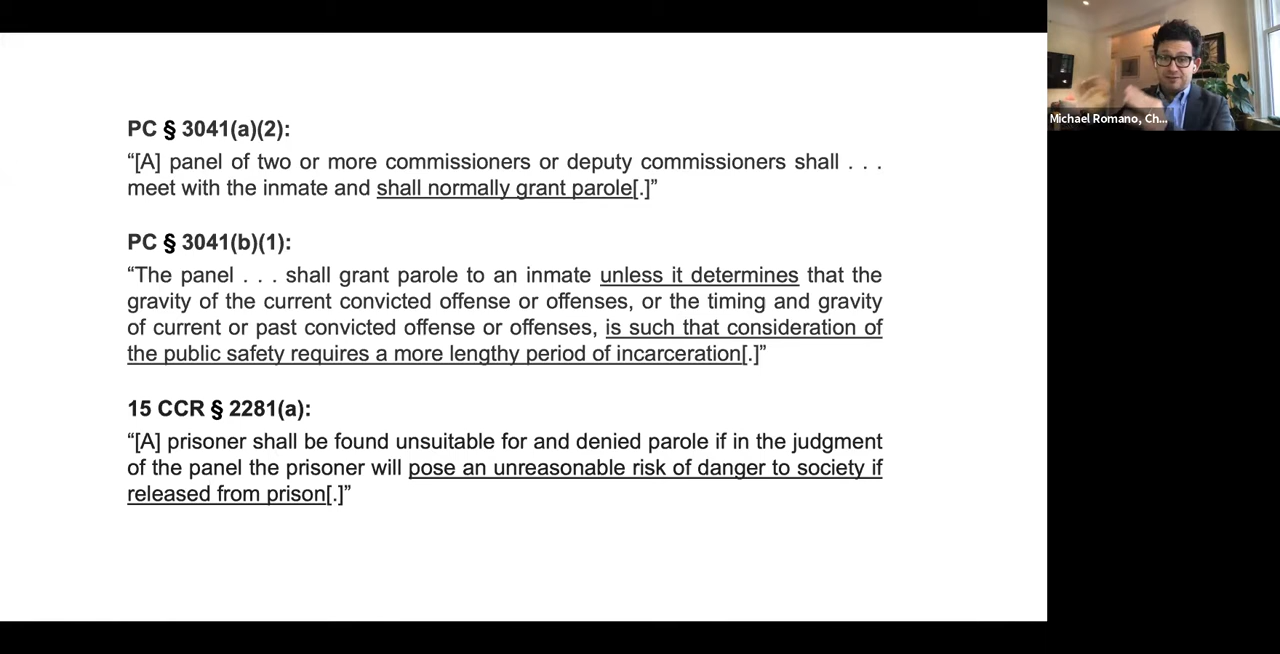 PC § 3041(a)(2):
“[A] panel of two or more commissioners or deputy commissioners shall . . .
meet with the inmate and shall normally grant parole[.]”
PC § 3041(b)(1):
“The panel . . . shall grant parole to an inmate unless it determines that the
gravity of the current convicted offense or offenses, or the timing and gravity
of current or past convicted offense or offenses, is such that consideration of
the public safety requires a more lengthy period of incarceration[.]”
15 CCR § 2281(a):
“[A] prisoner shall be found unsuitable for and denied parole if in the judgment
of the panel the prisoner will pose an unreasonable risk of danger to society if
released from prison[.]”
Michael Romano, Ch...